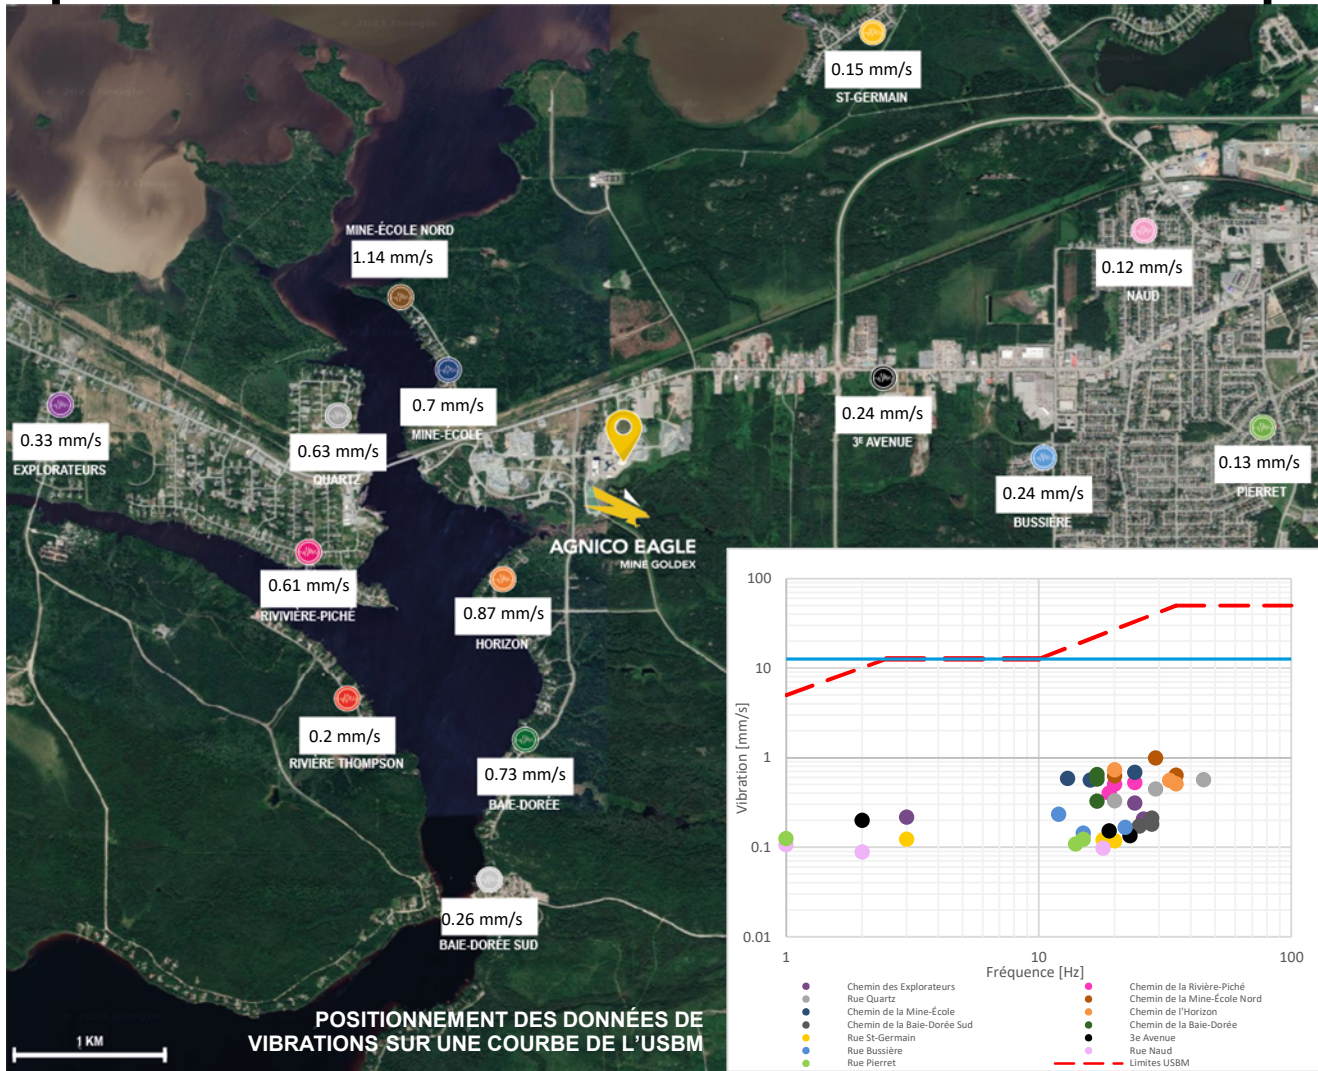 0.15 mm/s
ST-GERMAIN
MINE-ÉCOLE NORD
1.14 mm/s
0.12 mm/s
NAUD
0.7 mm/s
MINE-ÉCOLE
0.33 mm/s
EXPLORATEURS
0.63 mm/s
QUARTZ
0.24 mm/s
3E AVENUE
0.13 mm/s
PIERRET
0.24 mm/s
BUSSIÈRE
AGNICO EAGLE
MINE GOLDEX
0.61 mm/s
RIVIVIÈRE-PICHÉ
0.87 mm/s
HORIZON
0.2 mm/s
RIVIÈRE THOMPSON
0.73 mm/s
BAIE-DORÉE
0.26 mm/s
BAIE-DORÉE SUD
POSITIONNEMENT DES DONNÉES DE
VIBRATIONS SUR UNE COURBE DE L'USBM
1 KM
Vibration [mm/s]
100
10
1
0.1
0.01
1
10
100
Fréquence [Hz]
Chemin des Explorateurs
Chemin de la Rivière-Piché
Rue Quartz
Chemin de la Mine-École Nord
Chemin de la Mine-École
Chemin de l'Horizon
Chemin de la Baie-Dorée Sud
Chemin de la Baie-Dorée
Rue St-Germain
3e Avenue
Rue Bussière
Rue Naud
Rue Pierret
Limites USBM